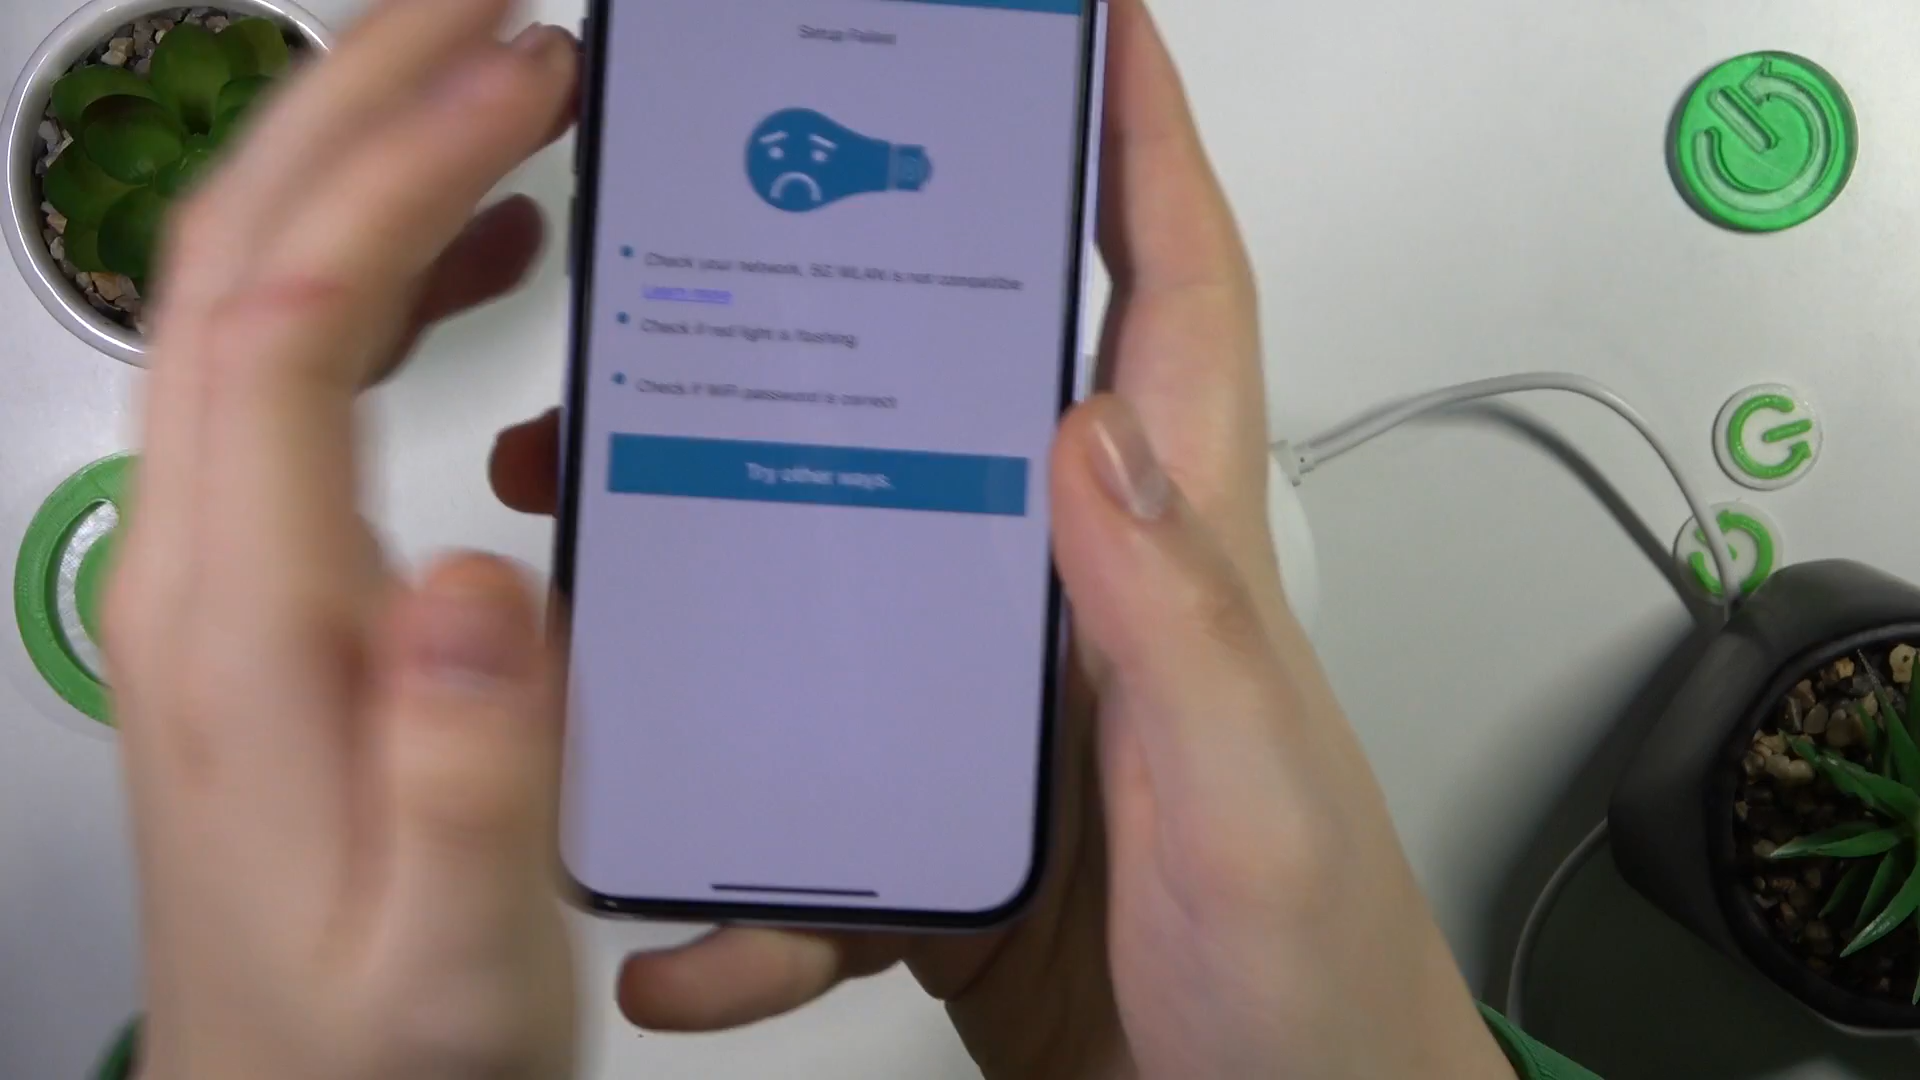 Setup Failed
Check your network, 5G WLAN is not compatible
Learn more
Check if red light is flashing
Check if WiFi password is correct
Try other ways.